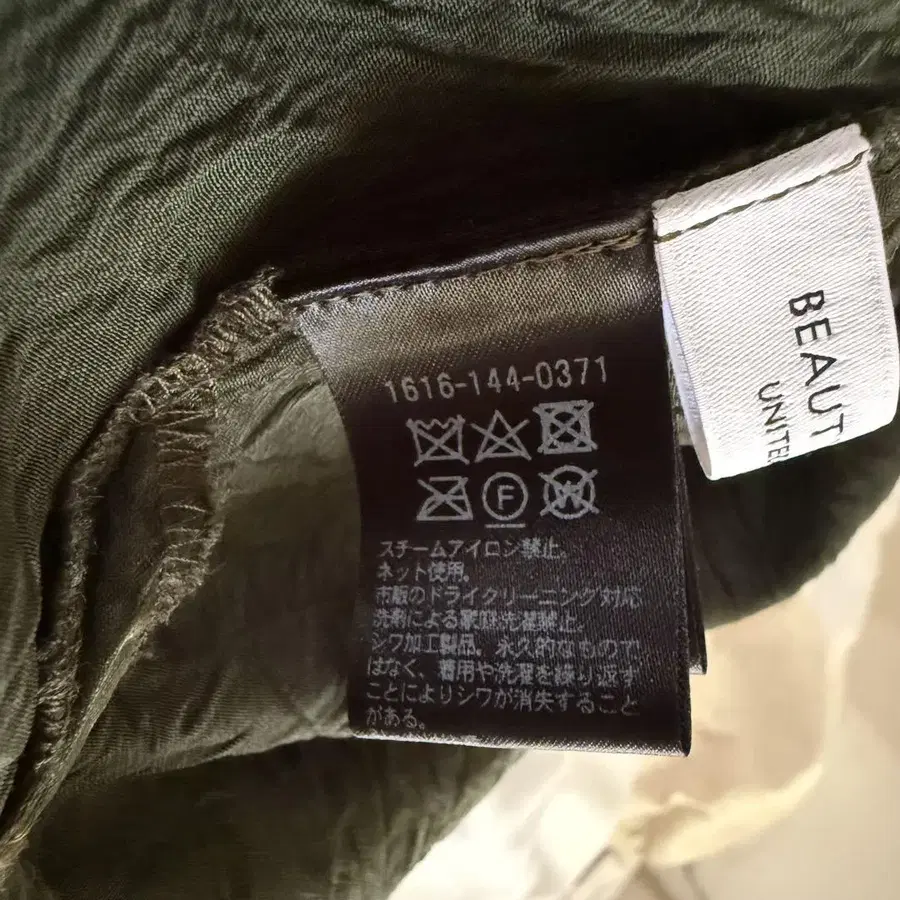 1616-144-0371
F
W
スチームアイロン禁止。
ネット使用。
市販のドライクリーニング対応
洗剤による家庭洗濯禁止。
シワ加工製品。永久的なもので
はなく、着用や洗濯を繰り返す
ことによりシワが消失すること
がある。
BEAUT
UNITE